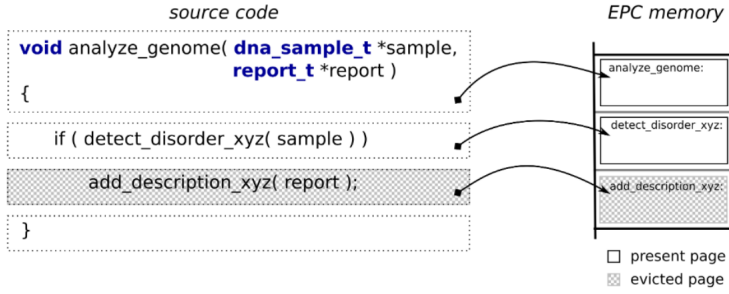 source code
void analyze_genome( dna_sample_t *sample,
report_t *report )
{
if ( detect_disorder_xyz( sample ) )
add_description_xyz( report );
}
EPC memory
analyze_genome:
detect_disorder_xyz:
add_description_xyz:
present page
evicted page